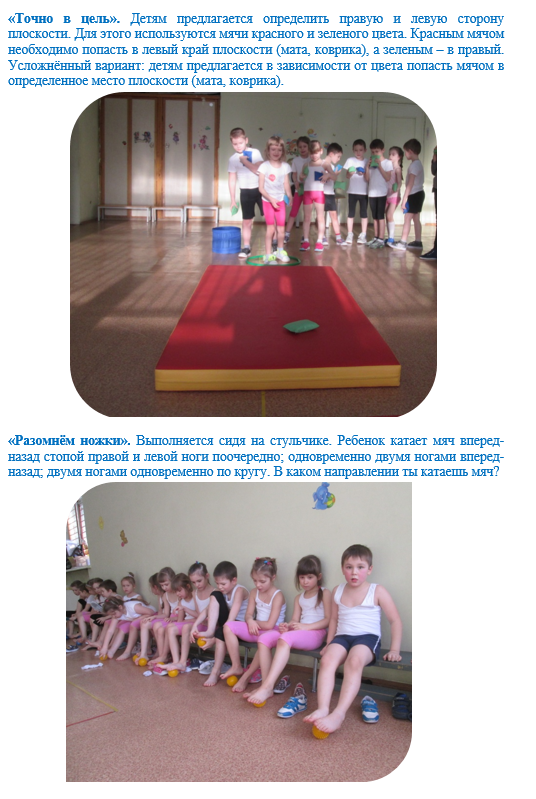 «Точно в цель». Детям предлагается определить правую и левую сторону
плоскости. Для этого используются мячи красного и зеленого цвета. Красным мячом
необходимо попасть в левый край плоскости (мата, коврика), а зеленым – в правый.
Усложнённый вариант: детям предлагается в зависимости от цвета попасть мячом в
определенное место плоскости (мата, коврика).
«Разомнём ножки». Выполняется сидя на стульчике. Ребенок катает мяч вперед-
назад стопой правой и левой ноги поочередно; одновременно двумя ногами вперед-
назад; двумя ногами одновременно по кругу. В каком направлении ты катаешь мяч?